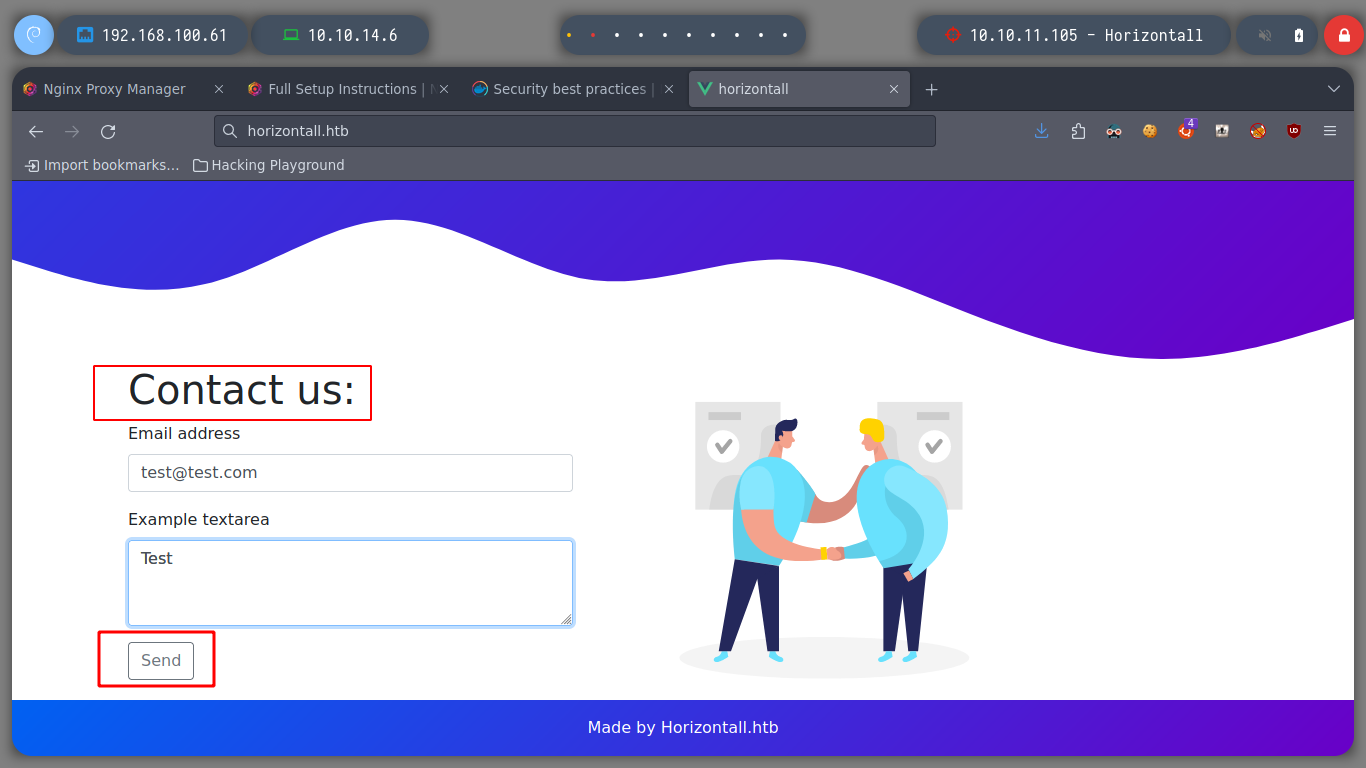 192.168.100.61 10.10.14.6 10.10.11.105 - Horizontall
Nginx Proxy Manager Full Setup Instructions | Security best practices | horizontall
horizontall.htb 4
Import bookmarks... Hacking Playground
Contact us:
Email address
test@test.com
Example textarea
Test
Send
Made by Horizontall.htb